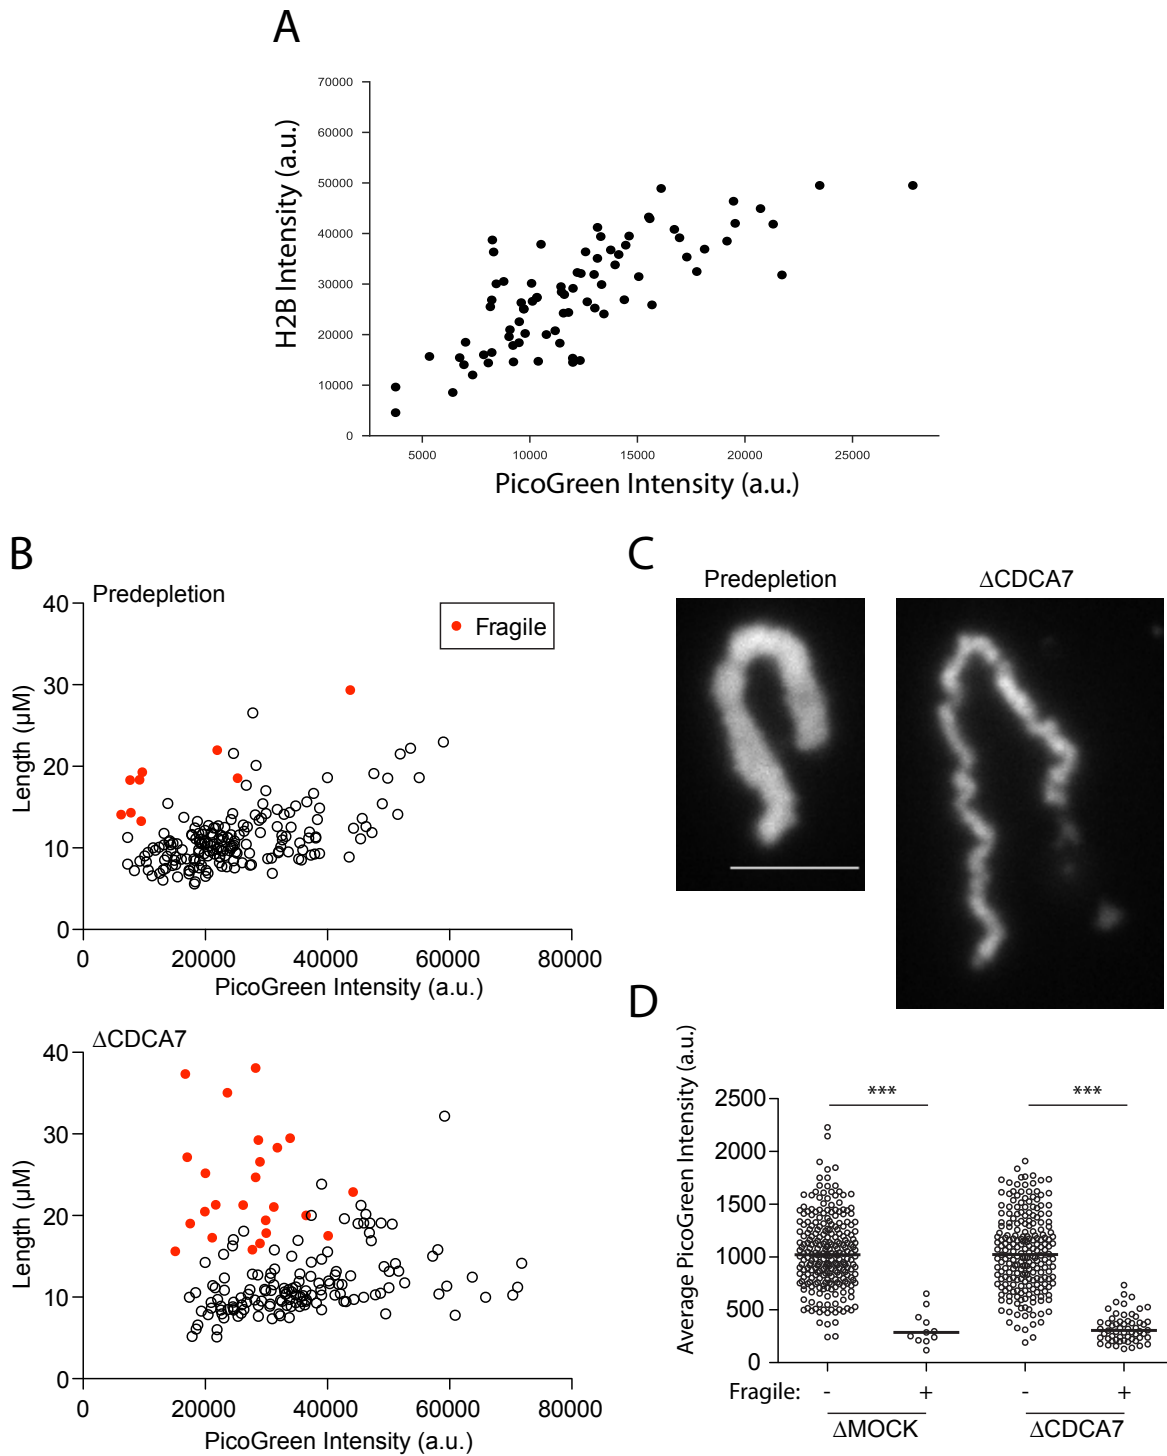 A
70000
60000
50000
40000
30000
20000
10000
0
H2B Intensity (a.u.)
5000 10000 15000 20000 25000
PicoGreen Intensity (a.u.)
B
Predepletion
Fragile
40
30
20
10
0
Length (µM)
0 20000 40000 60000 80000
PicoGreen Intensity (a.u.)
ΔCDCA7
40
30
20
10
0
Length (µM)
0 20000 40000 60000 80000
PicoGreen Intensity (a.u.)
C
Predepletion ΔCDCA7
D
Average PicoGreen Intensity (a.u.)
2500
2000
1500
1000
500
0
*** ***
Fragile: - + - +
ΔMOCK ΔCDCA7